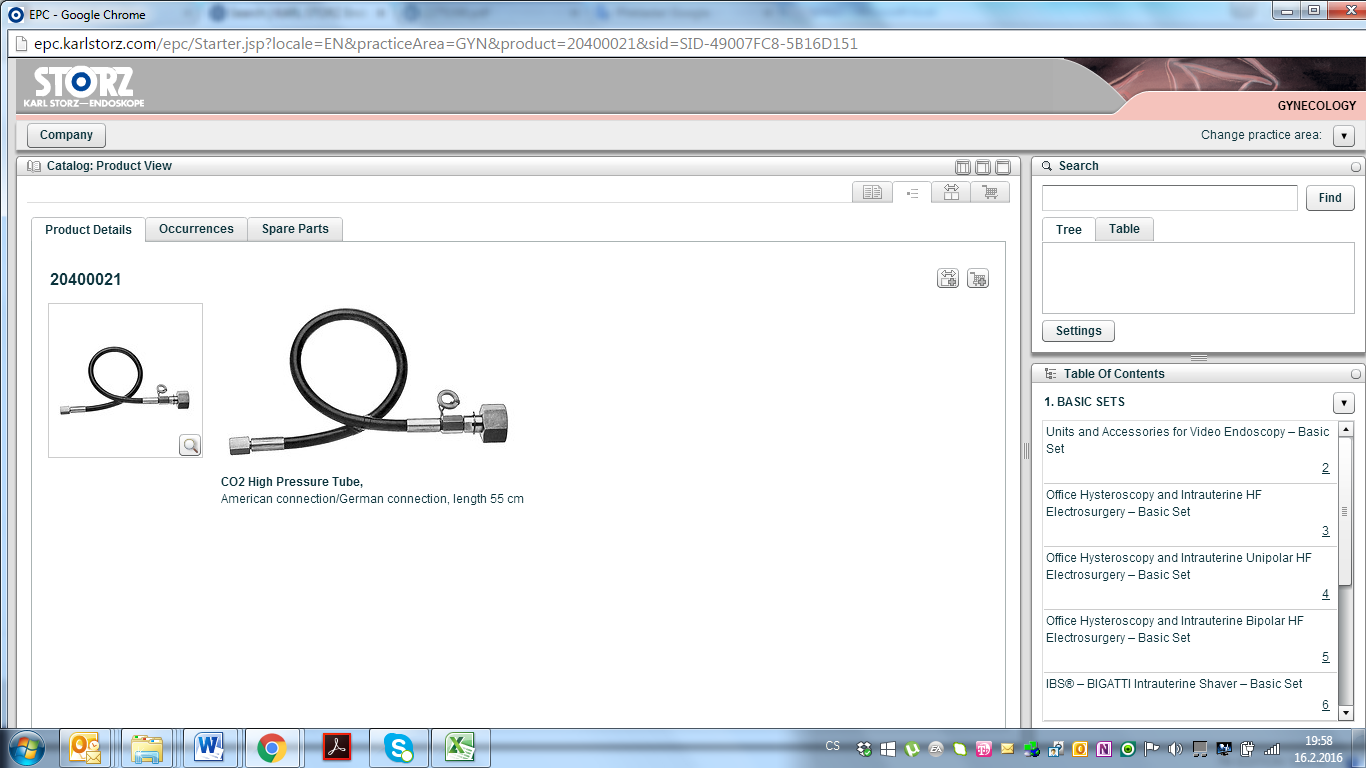 EPC - Google Chrome
epc.karlstorz.com/epc/Starter.jsp?locale=EN&practiceArea=GYN&product=20400021&sid=SID-49007FC8-5B16D151
STORZ
KARL STORZ—ENDOSKOPE
GYNECOLOGY
Company
Change practice area:
Catalog: Product View
Product Details
Occurrences
Spare Parts
20400021
CO2 High Pressure Tube,
American connection/German connection, length 55 cm
Search
Find
Tree
Table
Settings
Table Of Contents
1. BASIC SETS
Units and Accessories for Video Endoscopy – Basic
Set
2
Office Hysteroscopy and Intrauterine HF
Electrosurgery – Basic Set
3
Office Hysteroscopy and Intrauterine Unipolar HF
Electrosurgery – Basic Set
4
Office Hysteroscopy and Intrauterine Bipolar HF
Electrosurgery – Basic Set
5
IBS® – BIGATTI Intrauterine Shaver – Basic Set
6
CS
19:58
16.2.2016